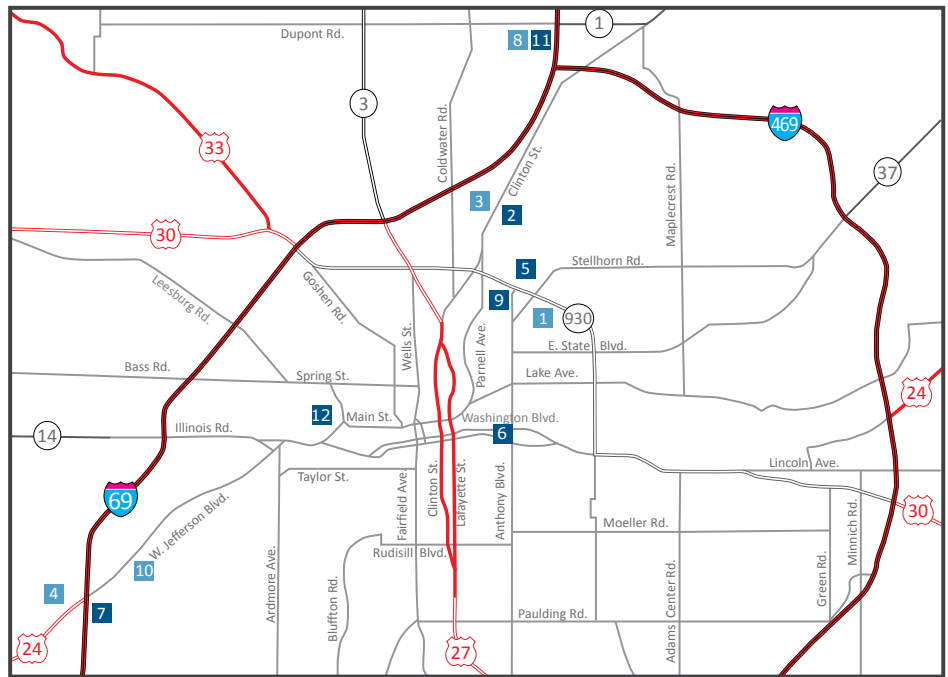 1
Dupont Rd.
8
11
3
469
33
Coldwater Rd.
Clinton St.
Maplecrest Rd.
37
3
2
30
5
Stellhorn Rd.
Leesburg Rd.
Goshen Rd.
9
1
930
Wells St.
Parnell Ave.
E. State Blvd.
Bass Rd.
Spring St.
Lake Ave.
24
12
Main St.
Washington Blvd.
14
Illinois Rd.
6
Lincoln Ave.
Taylor St.
Fairfield Ave.
Clinton St.
Lafayette St.
Anthony Blvd.
69
W. Jefferson Blvd.
Moeller Rd.
Minnich Rd.
30
Rudisill Blvd.
10
Ardmore Ave.
Bluffton Rd.
Adams Center Rd.
Green Rd.
4
7
Paulding Rd.
24
27